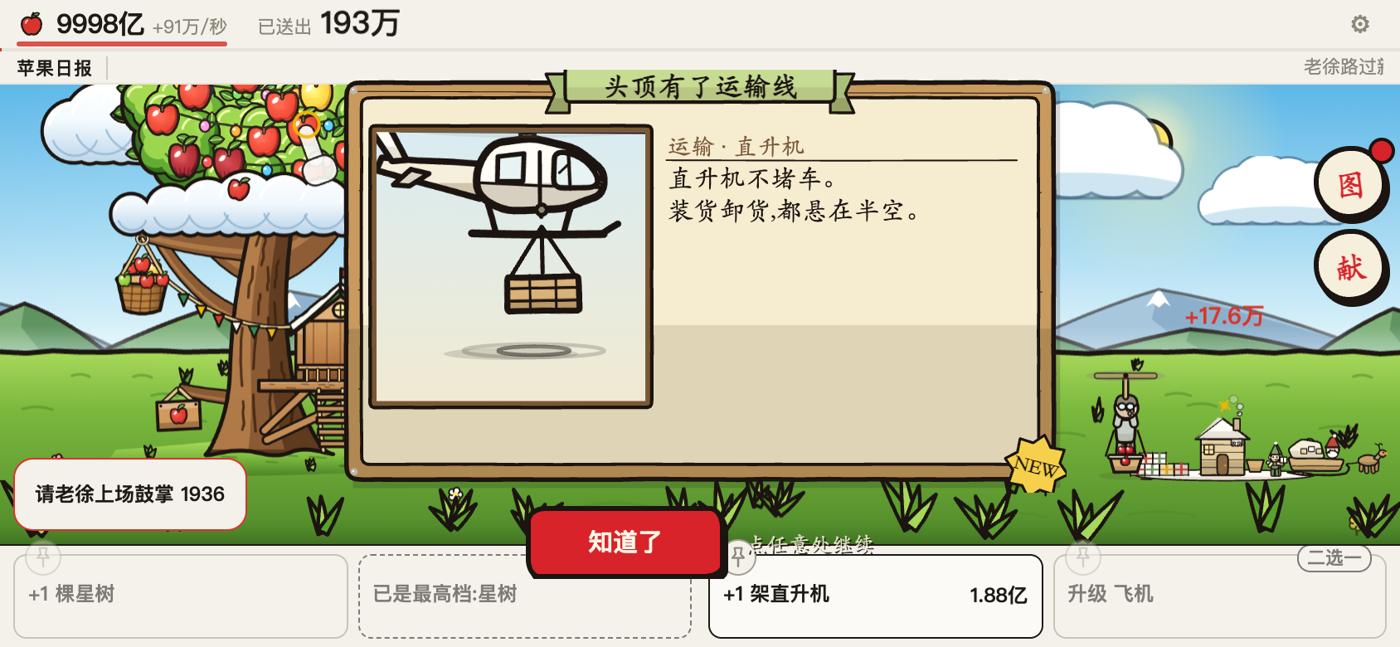 9998亿 +91万/秒 已送出 193万
苹果日报
老徐路过
头顶有了运输线
运输·直升机
直升机不堵车。
装货卸货,都悬在半空。
图
献
+17.6万
NEW
请老徐上场鼓掌 1936
知道了
点任意处继续
二选一
+1 棵星树
已是最高档:星树
+1 架直升机 1.88亿
升级 飞机